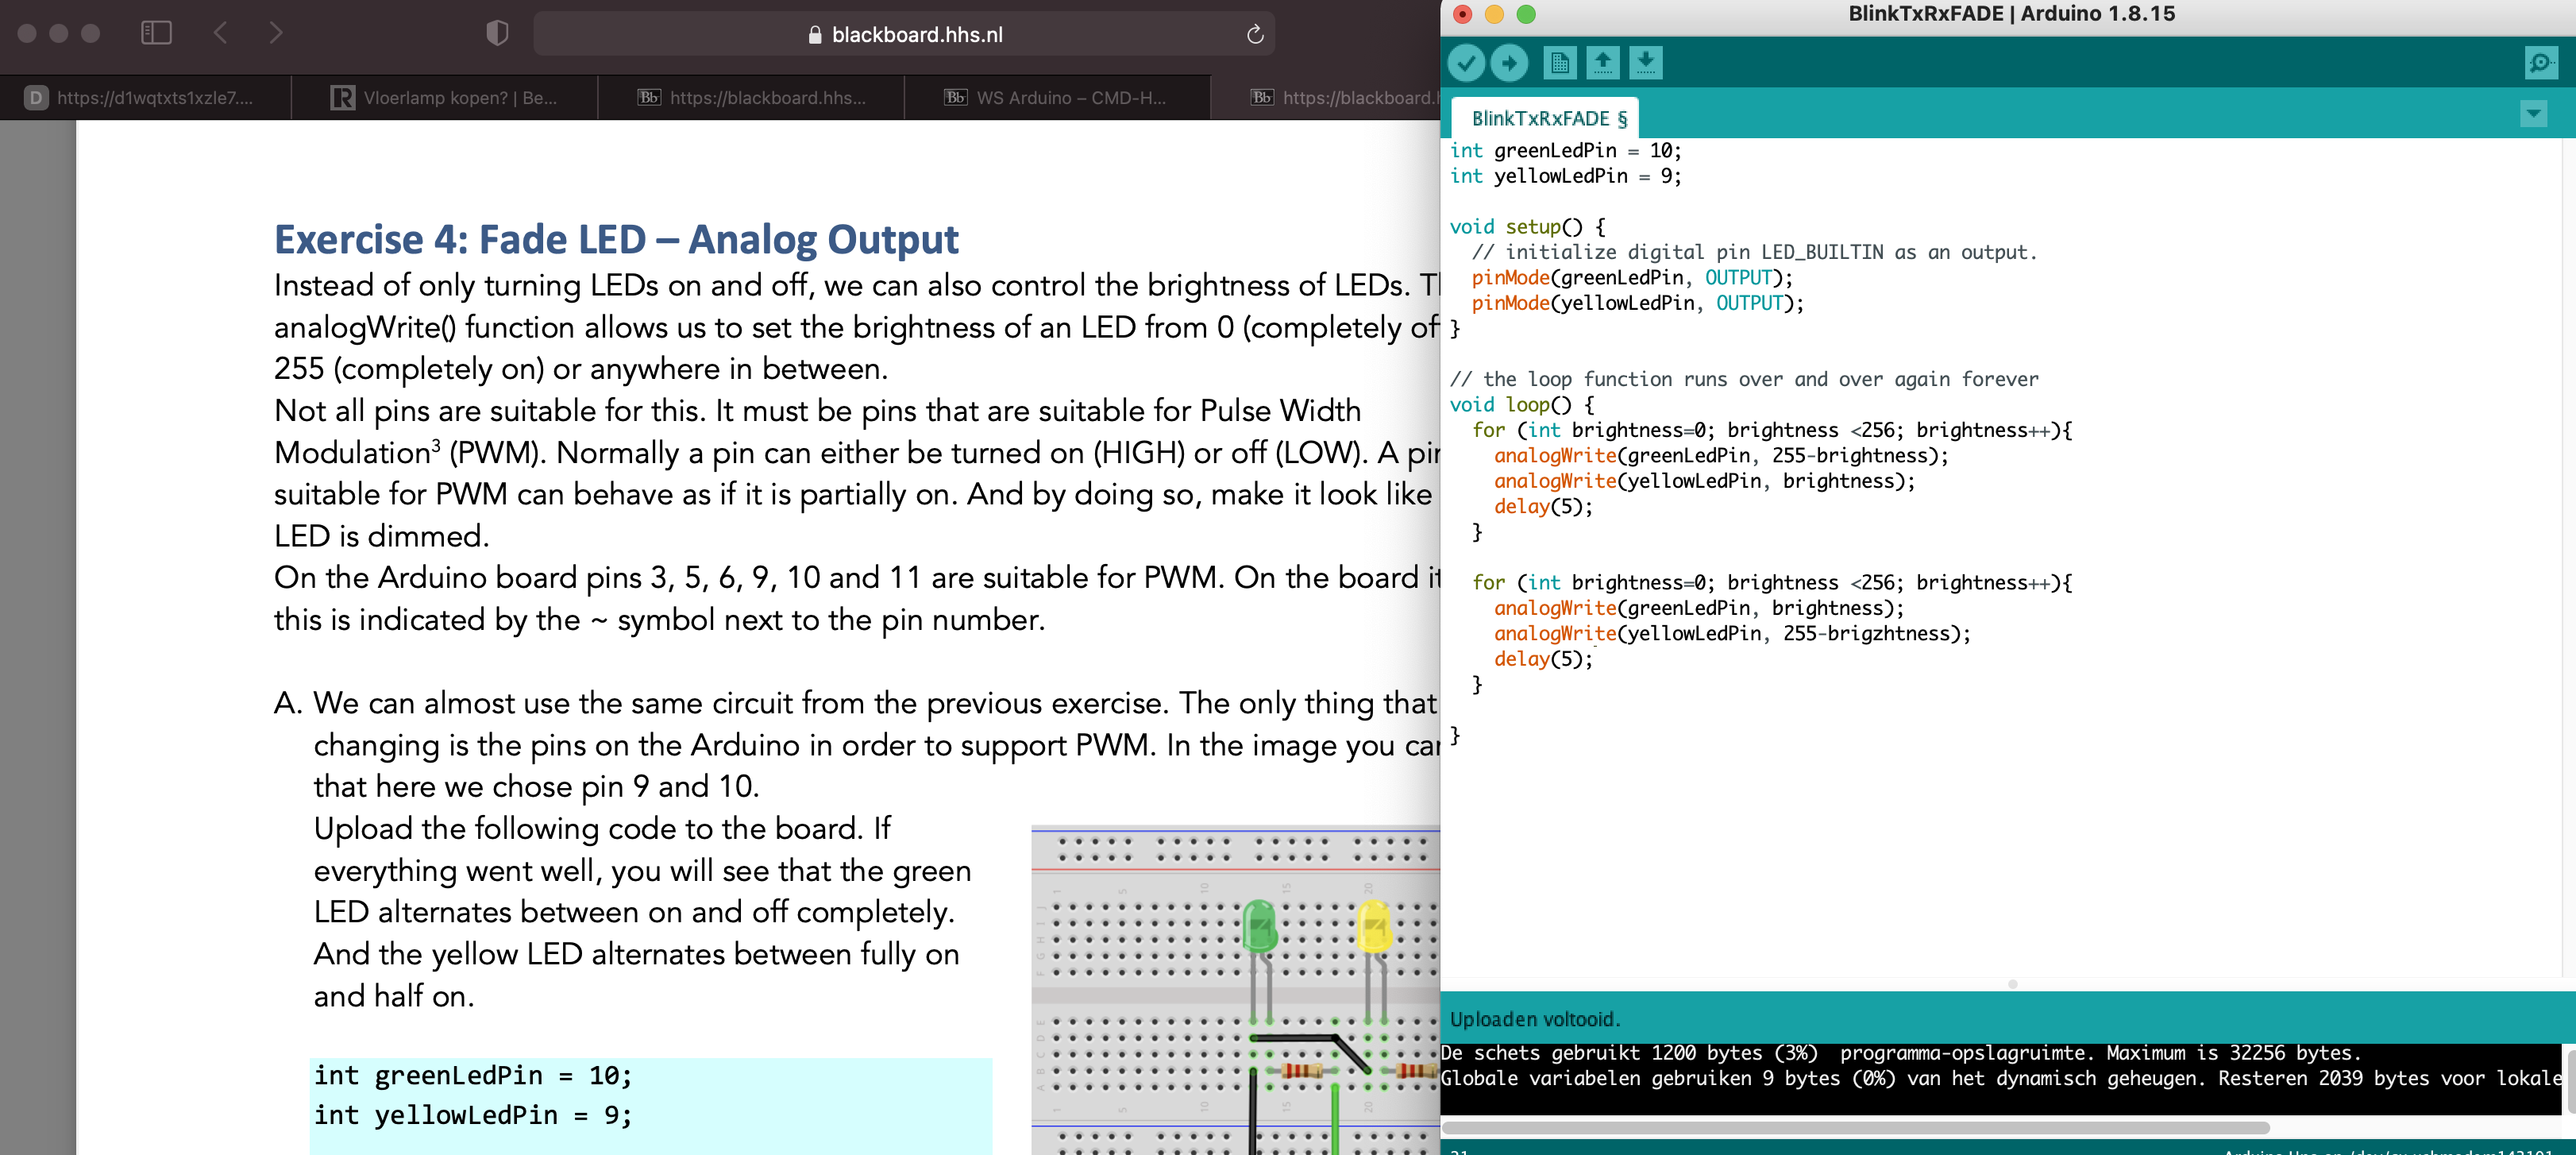 blackboard.hhs.nl
D https://d1wqtxts1xzle7....
R Vloerlamp kopen? | Be...
Bb https://blackboard.hhs...
Bb WS Arduino – CMD-H...
Bb https://blackboard.h
Exercise 4: Fade LED – Analog Output
Instead of only turning LEDs on and off, we can also control the brightness of LEDs. T
analogWrite() function allows us to set the brightness of an LED from 0 (completely of
255 (completely on) or anywhere in between.
Not all pins are suitable for this. It must be pins that are suitable for Pulse Width
Modulation3 (PWM). Normally a pin can either be turned on (HIGH) or off (LOW). A pin
suitable for PWM can behave as if it is partially on. And by doing so, make it look like
LED is dimmed.
On the Arduino board pins 3, 5, 6, 9, 10 and 11 are suitable for PWM. On the board it
this is indicated by the ~ symbol next to the pin number.
A. We can almost use the same circuit from the previous exercise. The only thing that
changing is the pins on the Arduino in order to support PWM. In the image you can
that here we chose pin 9 and 10.
Upload the following code to the board. If
everything went well, you will see that the green
LED alternates between on and off completely.
And the yellow LED alternates between fully on
and half on.
int greenLedPin = 10;
int yellowLedPin = 9;
1 5 10 15 20
J
I
H
G
F
E
D
C
B
A
1 5 10 15 20
BlinkTxRxFADE | Arduino 1.8.15
BlinkTxRxFADE §
int greenLedPin = 10;
int yellowLedPin = 9;
void setup() {
// initialize digital pin LED_BUILTIN as an output.
pinMode(greenLedPin, OUTPUT);
pinMode(yellowLedPin, OUTPUT);
}
// the loop function runs over and over again forever
void loop() {
for (int brightness=0; brightness <256; brightness++){
analogWrite(greenLedPin, 255-brightness);
analogWrite(yellowLedPin, brightness);
delay(5);
}
for (int brightness=0; brightness <256; brightness++){
analogWrite(greenLedPin, brightness);
analogWrite(yellowLedPin, 255-brigzhtness);
delay(5);
}
}
Uploaden voltooid.
De schets gebruikt 1200 bytes (3%) programma-opslagruimte. Maximum is 32256 bytes.
Globale variabelen gebruiken 9 bytes (0%) van het dynamisch geheugen. Resteren 2039 bytes voor lokale